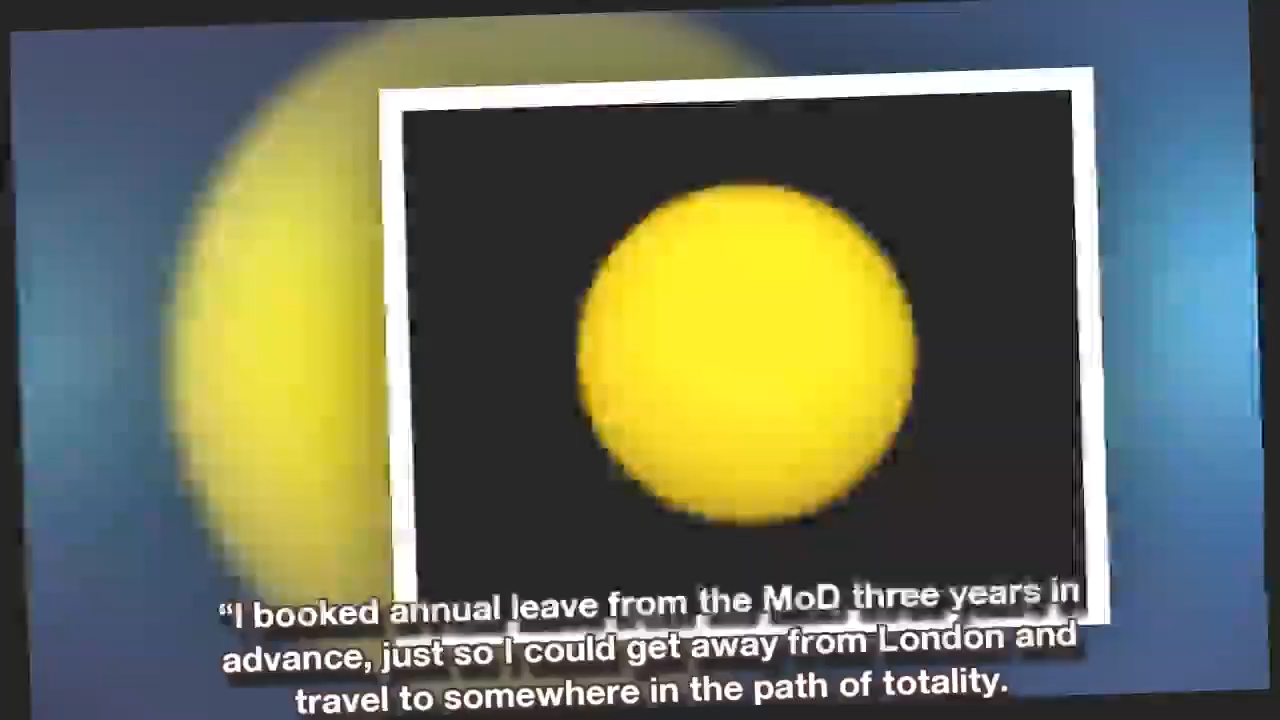 “I booked annual leave from the MoD three years in
advance, just so I could get away from London and
travel to somewhere in the path of totality.